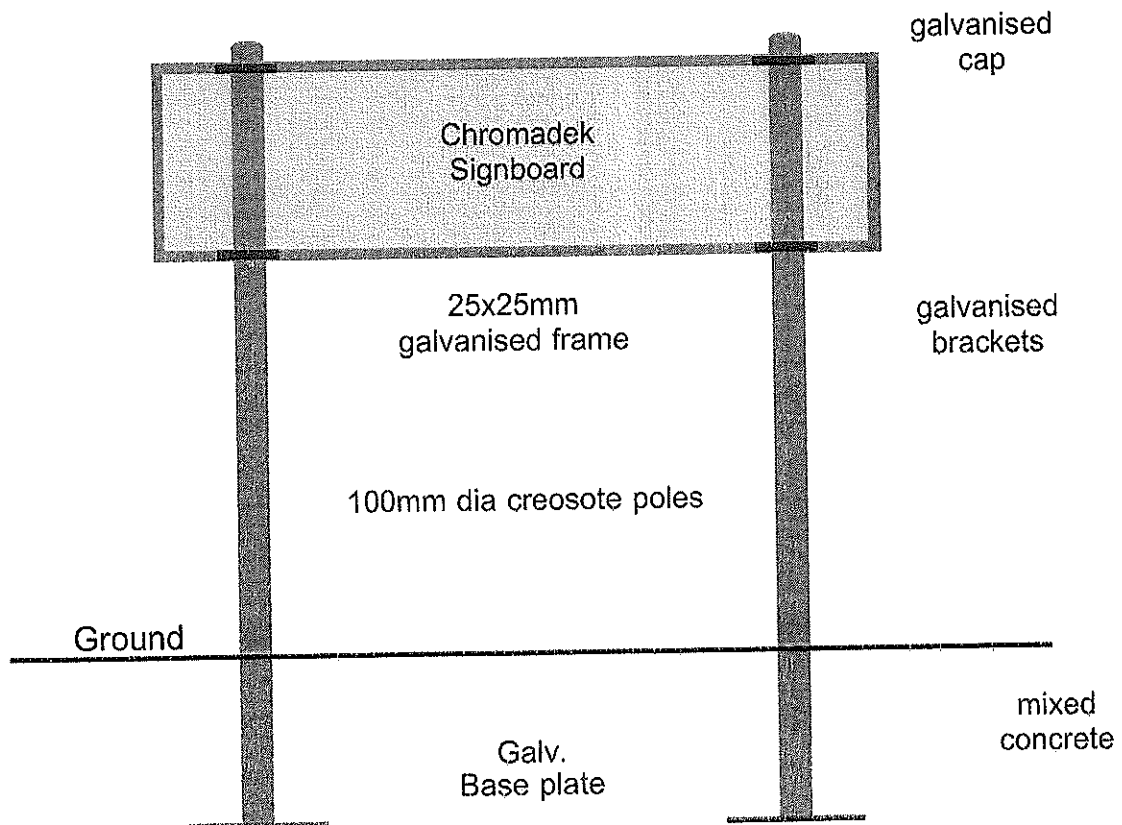 galvanised
cap
Chromadek
Signboard
25x25mm
galvanised frame
galvanised
brackets
100mm dia creosote poles
Ground
mixed
concrete
Galv.
Base plate